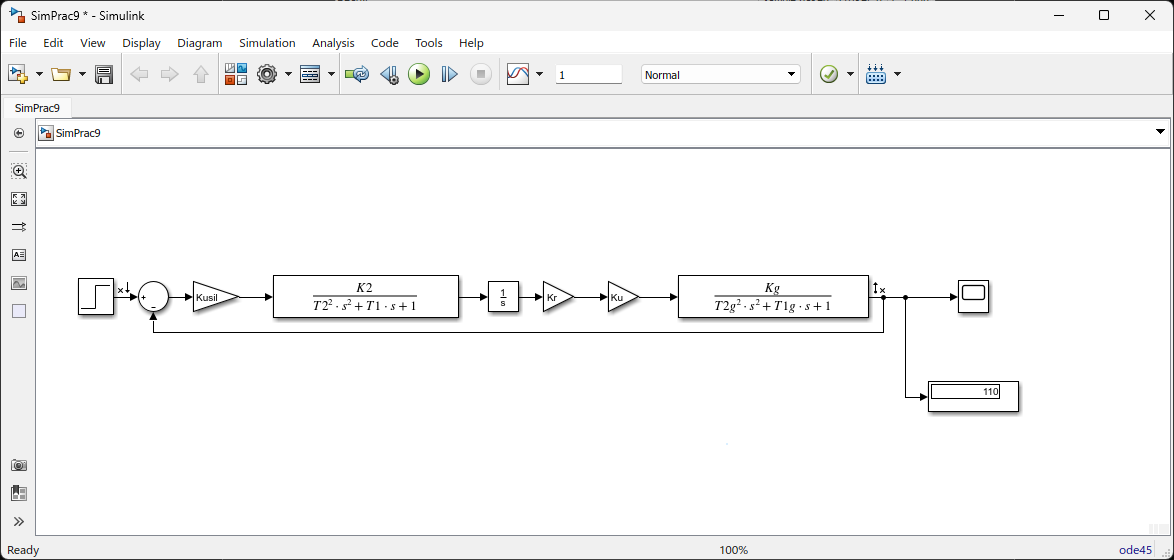 SimPrac9 * - Simulink
File Edit View Display Diagram Simulation Analysis Code Tools Help
1 Normal
SimPrac9
SimPrac9
+
−
Kusil
K2
T2² · s² + T1 · s + 1
1
s
Kr
Ku
Kg
T2g² · s² + T1g · s + 1
110
Ready 100% ode45